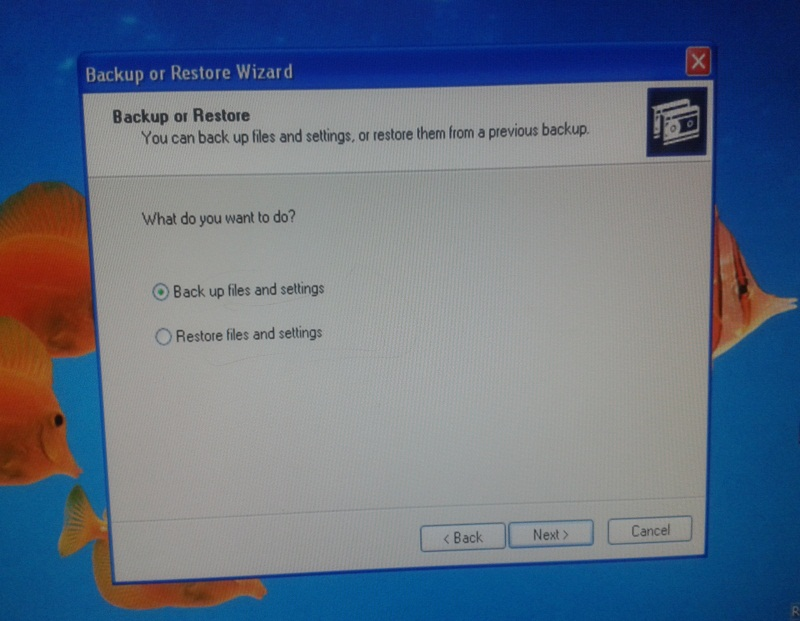 Backup or Restore Wizard
Backup or Restore
You can back up files and settings, or restore them from a previous backup.
What do you want to do?
Back up files and settings
Restore files and settings
< Back
Next >
Cancel
R